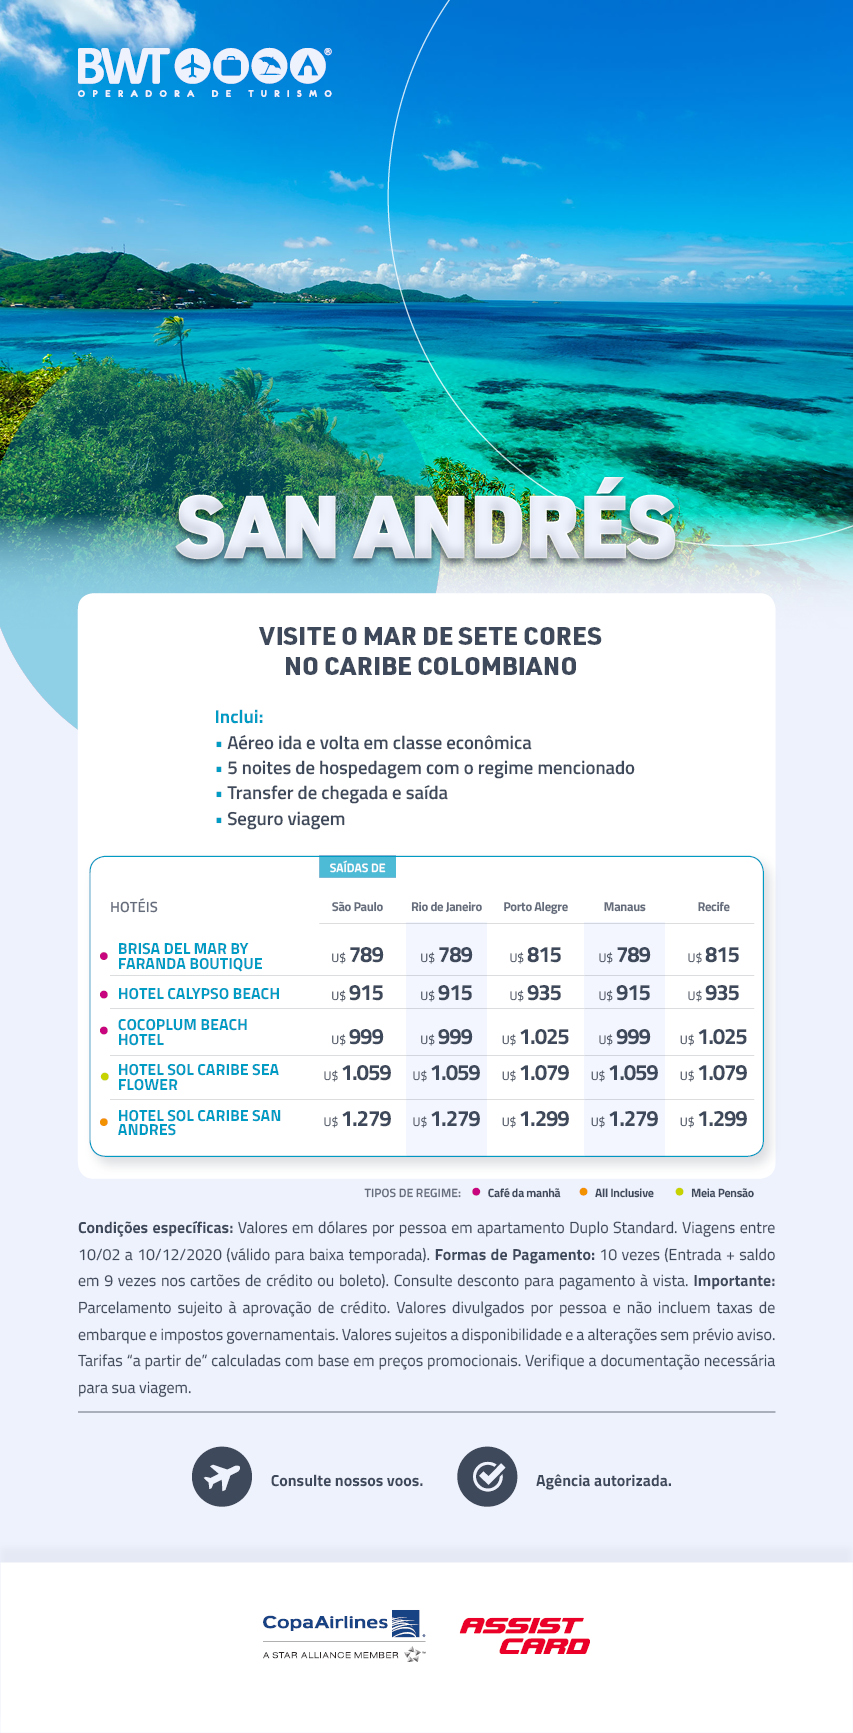 BWT ®
OPERADORA DE TURISMO
SAN ANDRÉS
VISITE O MAR DE SETE CORES
NO CARIBE COLOMBIANO
Inclui:
▪ Aéreo ida e volta em classe econômica
▪ 5 noites de hospedagem com o regime mencionado
▪ Transfer de chegada e saída
▪ Seguro viagem
SAÍDAS DE
HOTÉIS São Paulo Rio de Janeiro Porto Alegre Manaus Recife
BRISA DEL MAR BY
FARANDA BOUTIQUE U$ 789 U$ 789 U$ 815 U$ 789 U$ 815
HOTEL CALYPSO BEACH U$ 915 U$ 915 U$ 935 U$ 915 U$ 935
COCOPLUM BEACH
HOTEL U$ 999 U$ 999 U$ 1.025 U$ 999 U$ 1.025
HOTEL SOL CARIBE SEA
FLOWER U$ 1.059 U$ 1.059 U$ 1.079 U$ 1.059 U$ 1.079
HOTEL SOL CARIBE SAN
ANDRES U$ 1.279 U$ 1.279 U$ 1.299 U$ 1.279 U$ 1.299
TIPOS DE REGIME: Café da manhã All Inclusive Meia Pensão
Condições específicas: Valores em dólares por pessoa em apartamento Duplo Standard. Viagens entre
10/02 a 10/12/2020 (válido para baixa temporada). Formas de Pagamento: 10 vezes (Entrada + saldo
em 9 vezes nos cartões de crédito ou boleto). Consulte desconto para pagamento à vista. Importante:
Parcelamento sujeito à aprovação de crédito. Valores divulgados por pessoa e não incluem taxas de
embarque e impostos governamentais. Valores sujeitos a disponibilidade e a alterações sem prévio aviso.
Tarifas “a partir de” calculadas com base em preços promocionais. Verifique a documentação necessária
para sua viagem.
Consulte nossos voos. Agência autorizada.
CopaAirlines
A STAR ALLIANCE MEMBER
ASSIST
CARD